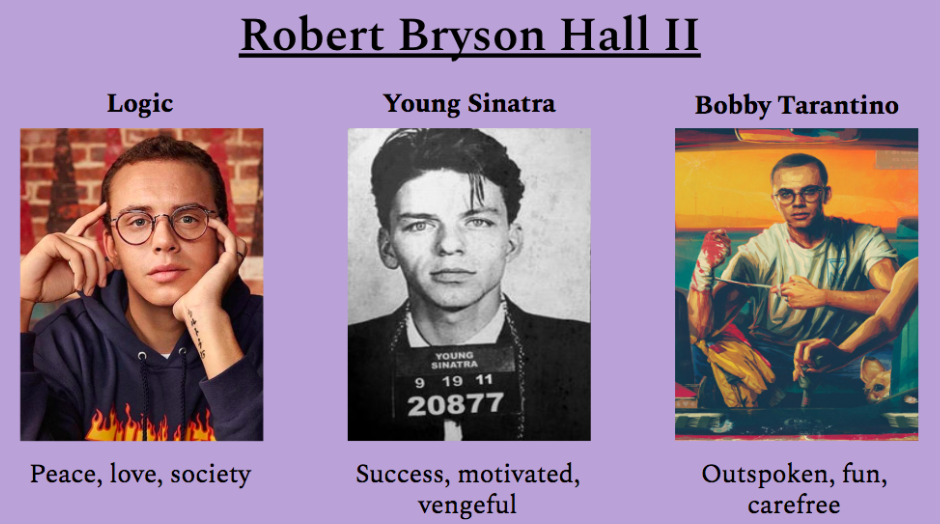 Robert Bryson Hall II
Logic
Young Sinatra
Bobby Tarantino
YOUNG
SINATRA
9 19 11
20877
Peace, love, society
Success, motivated,
vengeful
Outspoken, fun,
carefree